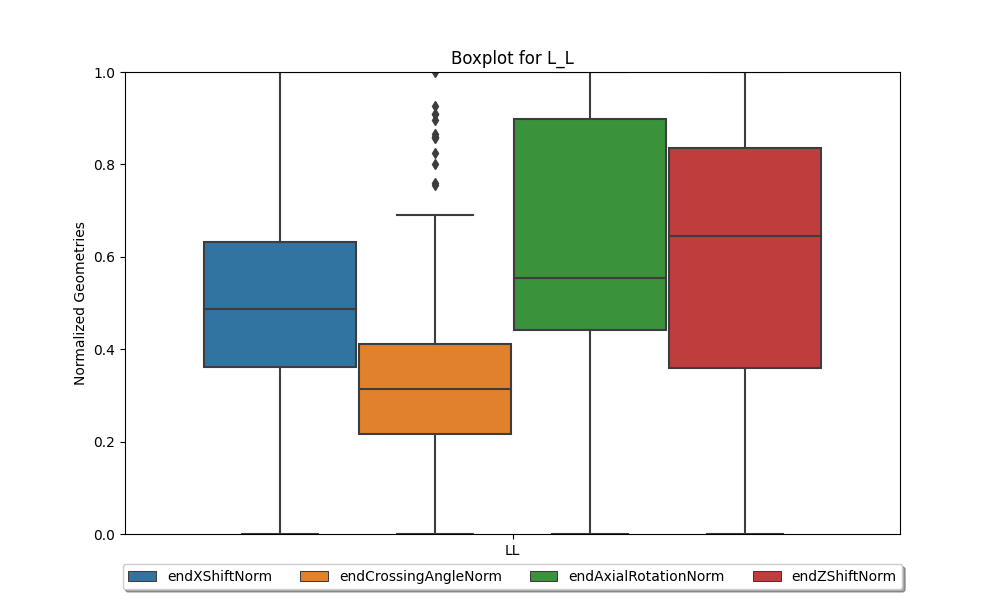 Boxplot for L_L
1.0
0.8
0.6
0.4
0.2
0.0
Normalized Geometries
LL
endXShiftNorm endCrossingAngleNorm endAxialRotationNorm endZShiftNorm